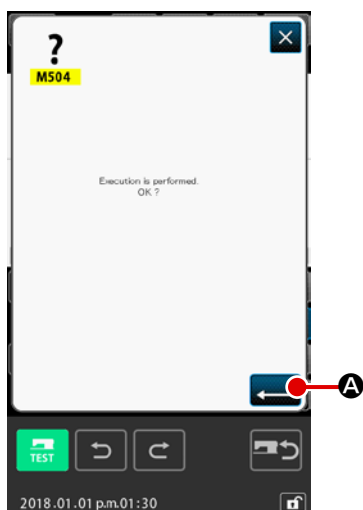 ?
M504
Execution is performed.
OK ?
A
TEST
2018.01.01 p.m.01:30